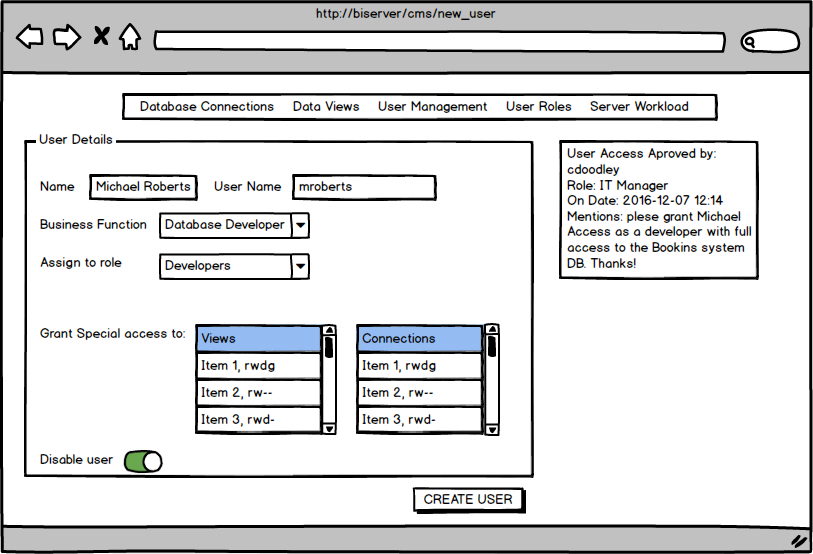 http://biserver/cms/new_user
Database Connections Data Views User Management User Roles Server Workload
User Details
Name Michael Roberts User Name mroberts
Business Function Database Developer
Assign to role Developers
Grant Special access to:
Views
Item 1, rwdg
Item 2, rw--
Item 3, rwd-
Connections
Item 1, rwdg
Item 2, rw--
Item 3, rwd-
Disable user
CREATE USER
User Access Aproved by:
cdoodley
Role: IT Manager
On Date: 2016-12-07 12:14
Mentions: plese grant Michael
Access as a developer with full
access to the Bookins system
DB. Thanks!